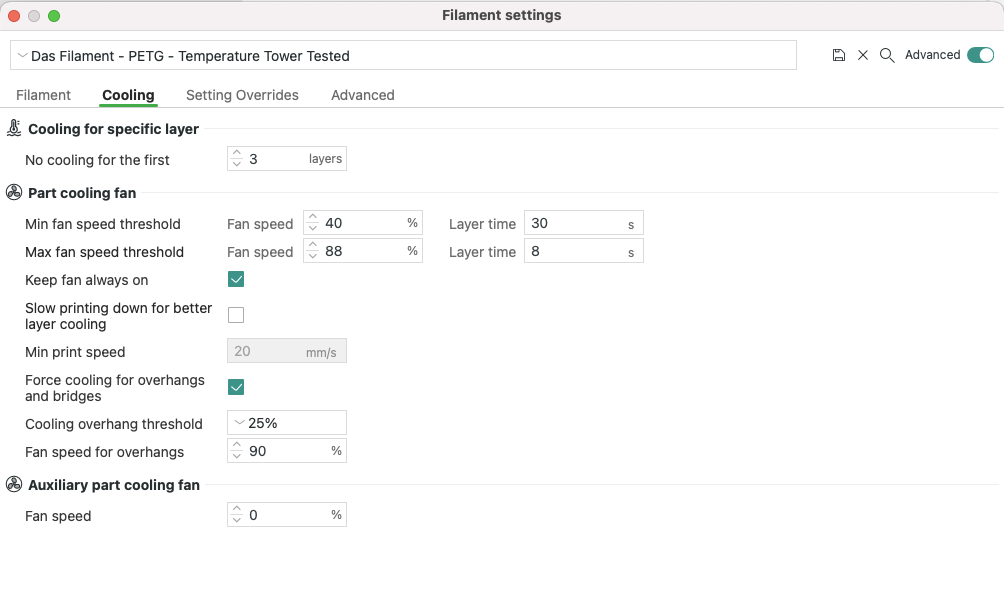 Filament settings
Das Filament - PETG - Temperature Tower Tested
Advanced
Filament Cooling Setting Overrides Advanced
Cooling for specific layer
No cooling for the first 3 layers
Part cooling fan
Min fan speed threshold Fan speed 40 % Layer time 30 s
Max fan speed threshold Fan speed 88 % Layer time 8 s
Keep fan always on
Slow printing down for better
layer cooling
Min print speed 20 mm/s
Force cooling for overhangs
and bridges
Cooling overhang threshold 25%
Fan speed for overhangs 90 %
Auxiliary part cooling fan
Fan speed 0 %